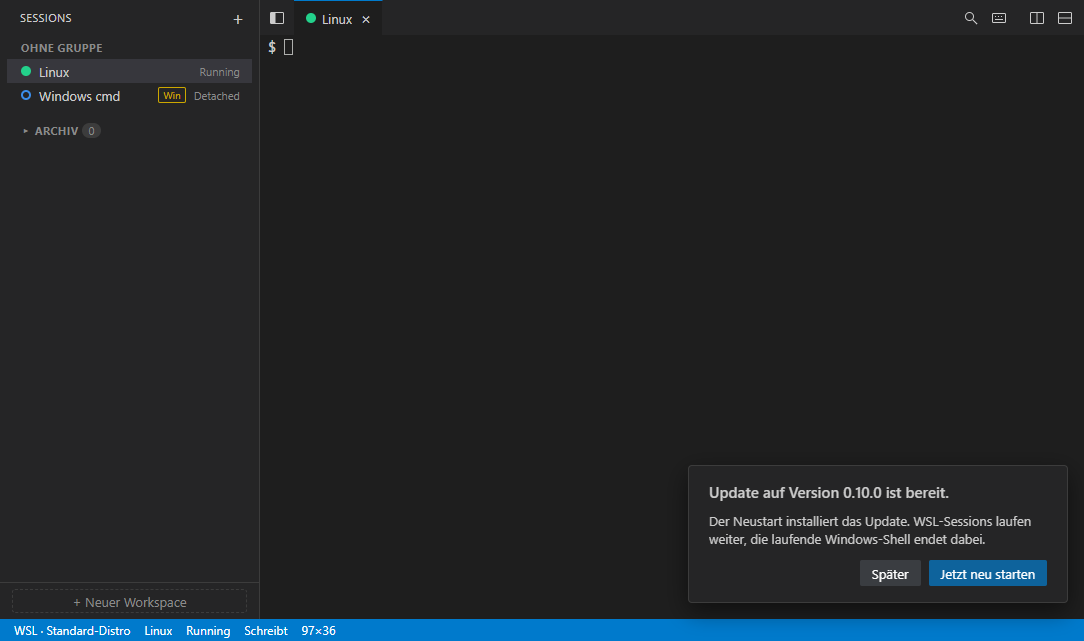 SESSIONS +
OHNE GRUPPE
Linux Running
Windows cmd Win Detached
ARCHIV 0
+ Neuer Workspace
Linux ×
$
Update auf Version 0.10.0 ist bereit.
Der Neustart installiert das Update. WSL-Sessions laufen
weiter, die laufende Windows-Shell endet dabei.
Später Jetzt neu starten
WSL · Standard-Distro Linux Running Schreibt 97×36